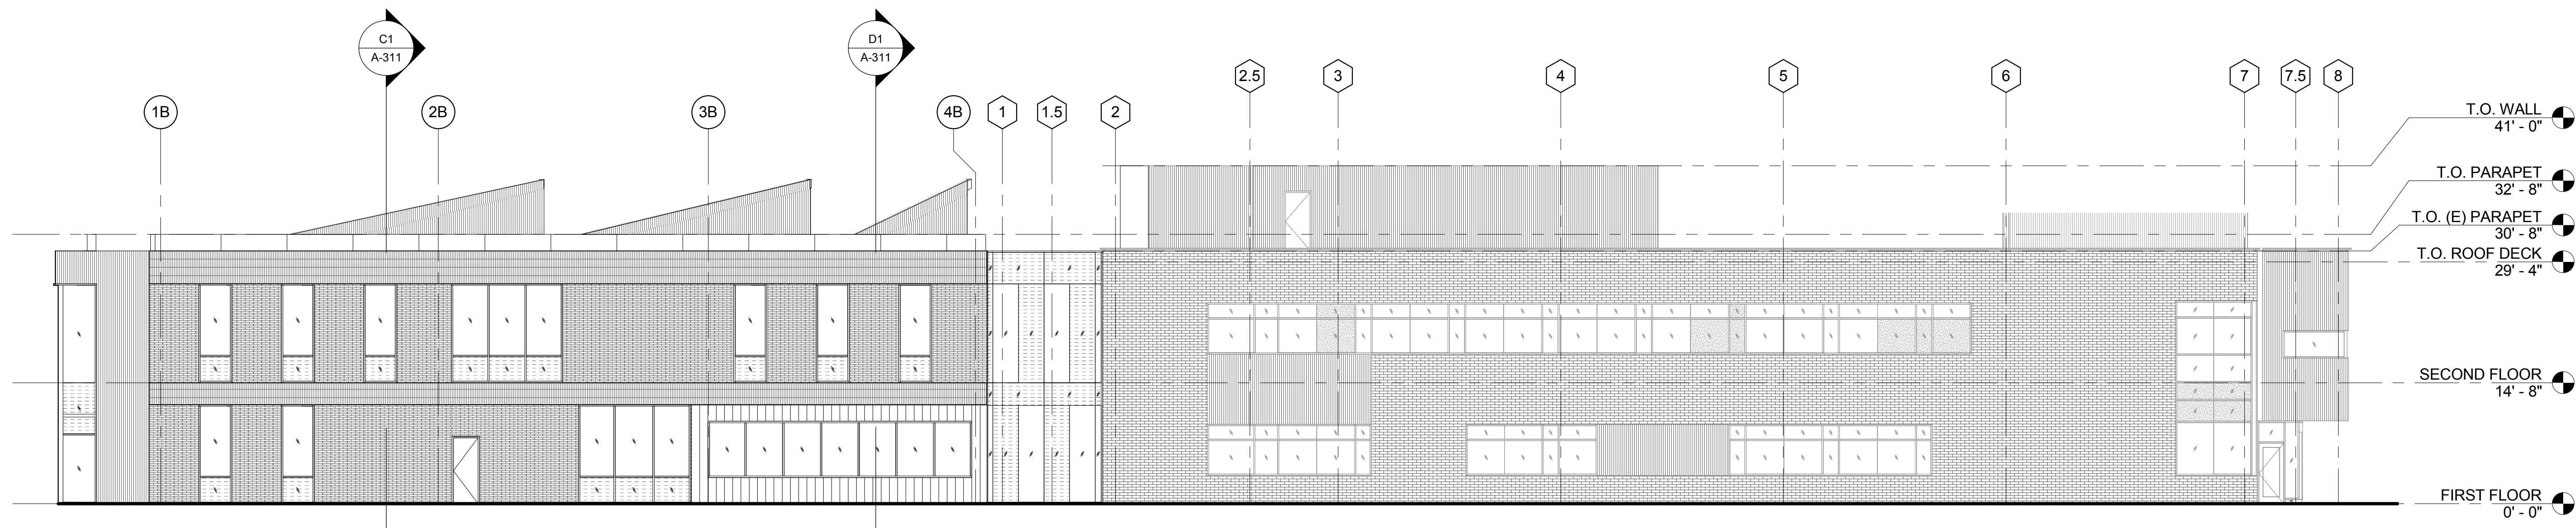 C1
A-311
D1
A-311
1B
2B
3B
4B
1
1.5
2
2.5
3
4
5
6
7
7.5
8
T.O. WALL
41' - 0"
T.O. PARAPET
32' - 8"
T.O. (E) PARAPET
30' - 8"
T.O. ROOF DECK
29' - 4"
SECOND FLOOR
14' - 8"
FIRST FLOOR
0' - 0"